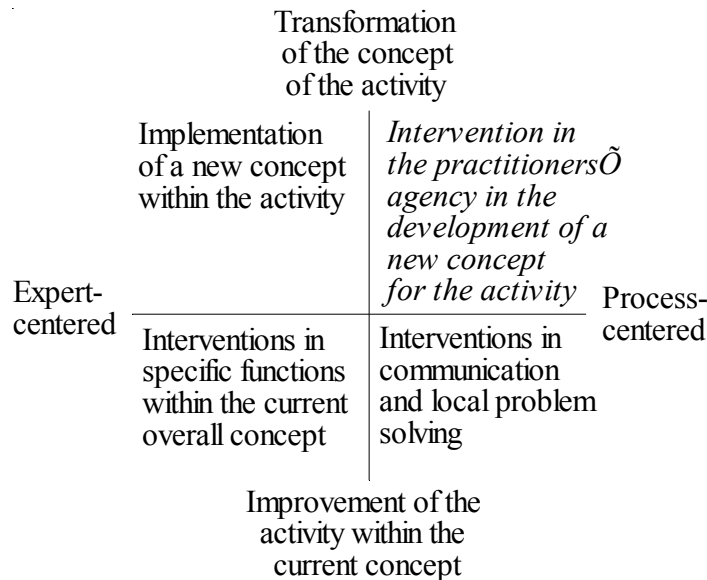 Transformation
of the concept
of the activity
Implementation
of a new concept
within the activity
Intervention in
the practitionersÕ
agency in the
development of a
new concept
for the activity
Expert-
centered
Process-
centered
Interventions in
specific functions
within the current
overall concept
Interventions in
communication
and local problem
solving
Improvement of the
activity within the
current concept